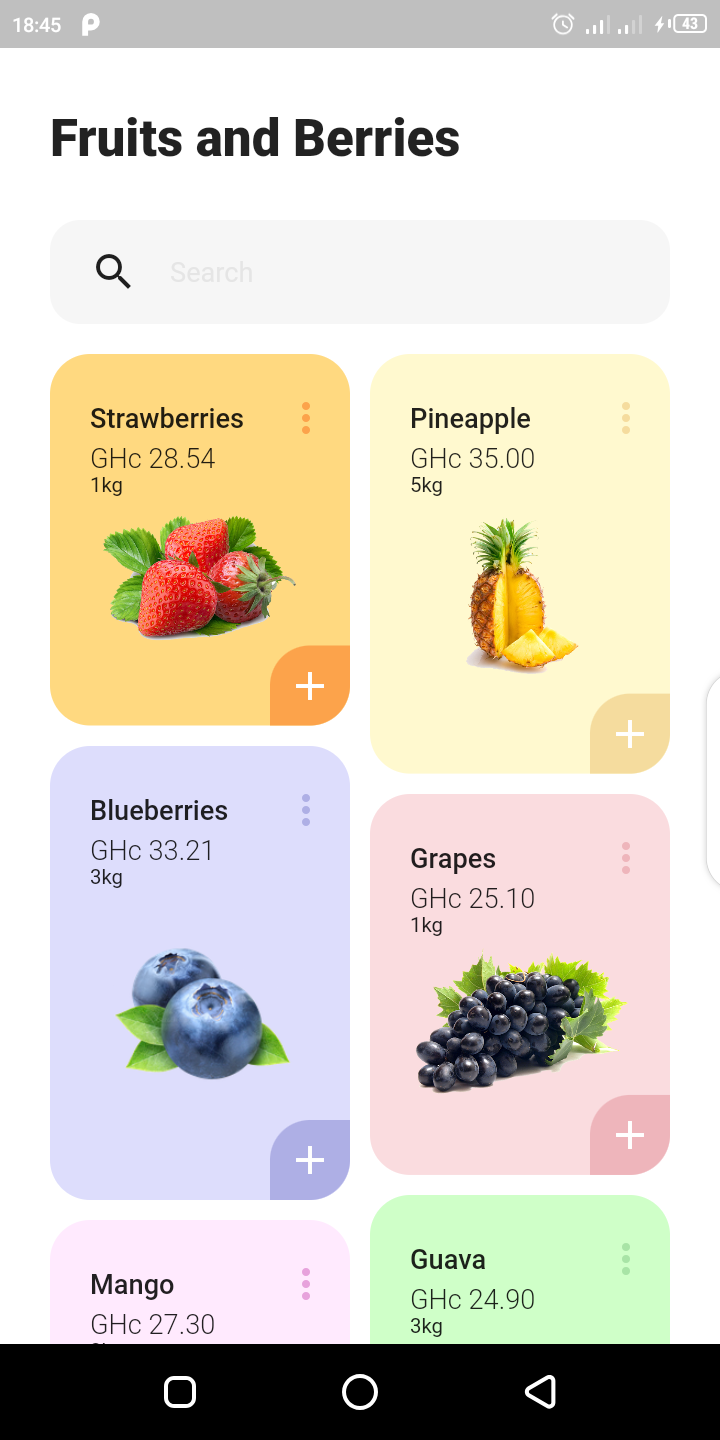 18:45
43
Fruits and Berries
Search
Strawberries
GHc 28.54
1kg
Pineapple
GHc 35.00
5kg
Blueberries
GHc 33.21
3kg
Grapes
GHc 25.10
1kg
Mango
GHc 27.30
Guava
GHc 24.90
3kg